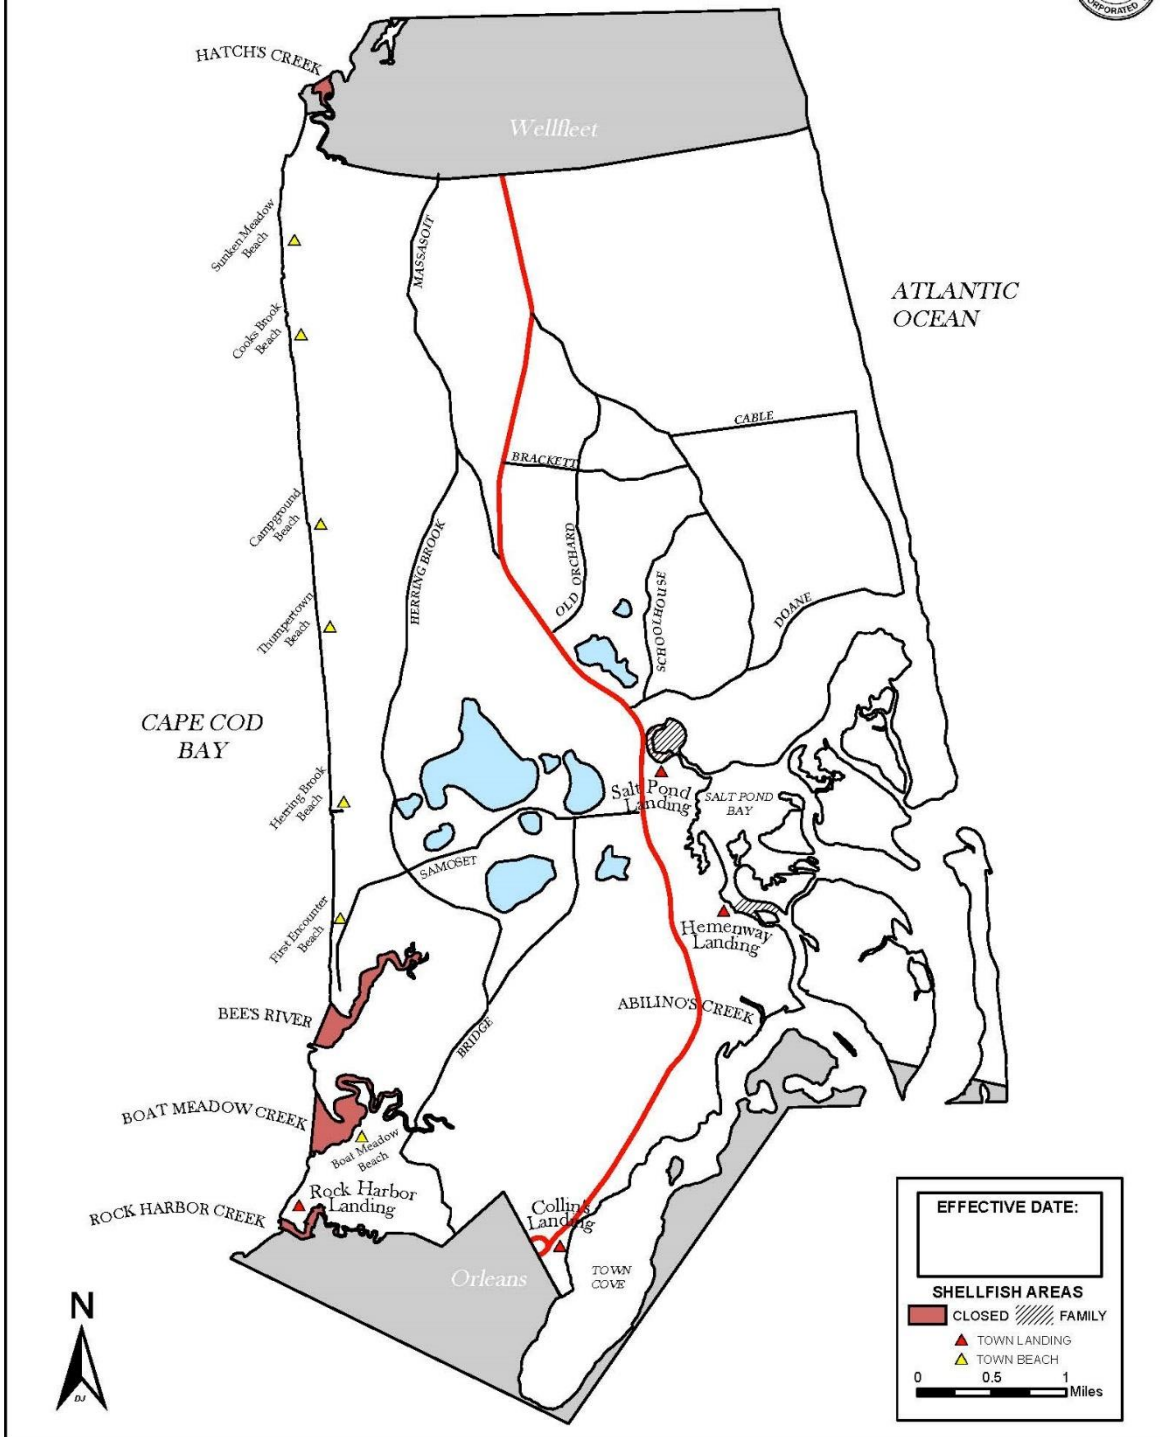 ORPORATED
HATCH'S CREEK
Wellfleet
Sunken Meadow
Beach
MASSASOIT
ATLANTIC
OCEAN
Cooks Brook
Beach
CABLE
BRACKETT
Campground
Beach
HERRING BROOK
OLD ORCHARD
SCHOOLHOUSE
DOANE
Thumpertown
Beach
CAPE COD
BAY
Herring Brook
Beach
Salt Pond
Landing
SALT POND
BAY
SAMOSET
First Encounter
Beach
Hemenway
Landing
BEE'S RIVER
ABILINO'S CREEK
BRIDGE
BOAT MEADOW CREEK
Boat Meadow
Beach
Rock Harbor
Landing
ROCK HARBOR CREEK
Collin's
Landing
Orleans
TOWN
COVE
N
DJ
EFFECTIVE DATE:
SHELLFISH AREAS
CLOSED FAMILY
TOWN LANDING
TOWN BEACH
0 0.5 1
Miles